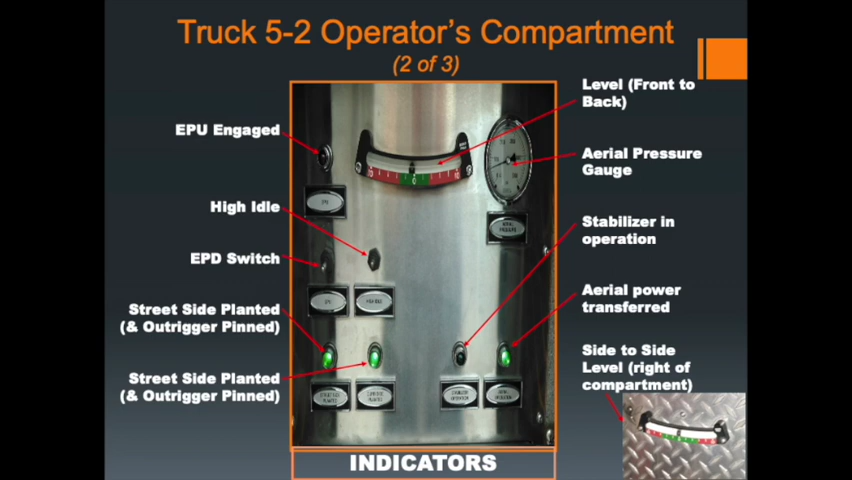 Truck 5-2 Operator's Compartment
(2 of 3)
Level (Front to
Back)
EPU Engaged
Aerial Pressure
Gauge
High Idle
Stabilizer in
operation
EPD Switch
Street Side Planted
(& Outrigger Pinned)
Aerial power
transferred
Side to Side
Level (right of
compartment)
Street Side Planted
(& Outrigger Pinned)
HIGH IDLE
INDICATORS